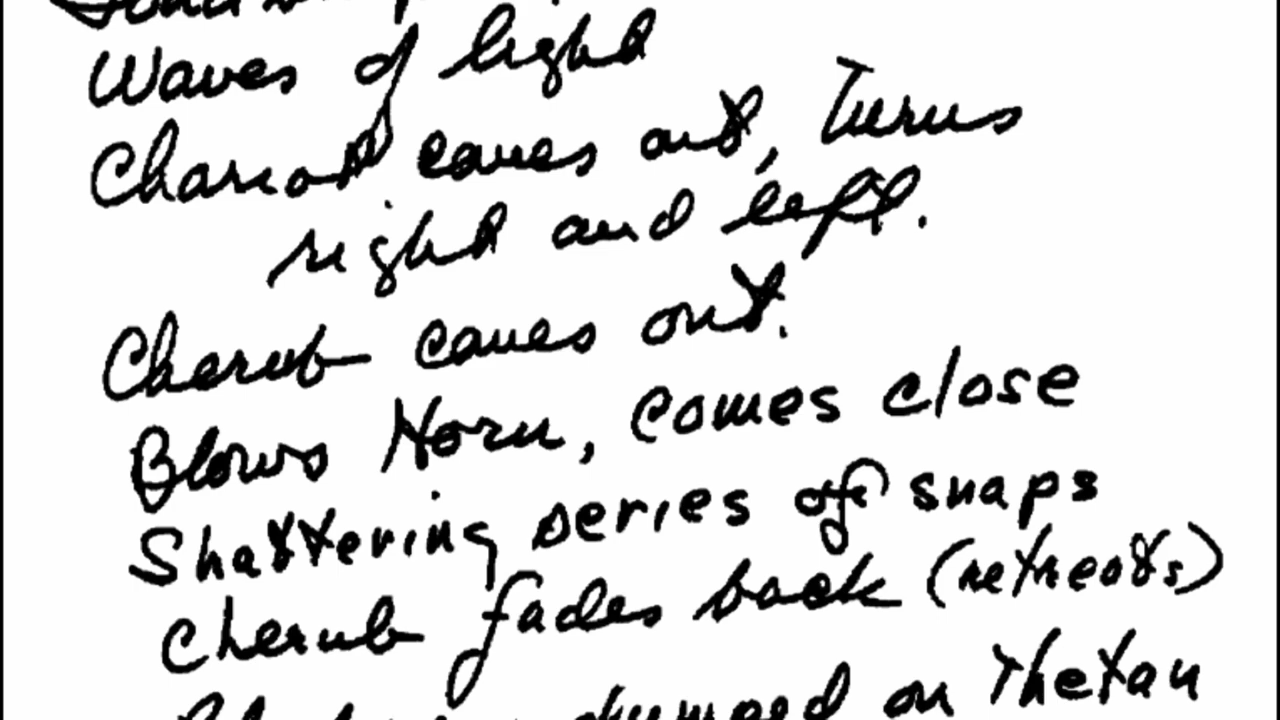 Waves of light
Chariot comes out, Turns
right and left.
Cherub comes out.
Blows Horn, comes close
Shattering series of snaps
Cherub fades back (retreats)
dumped on Thetan